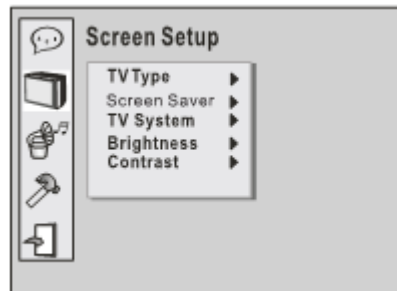 Screen Setup
TV Type
Screen Saver
TV System
Brightness
Contrast